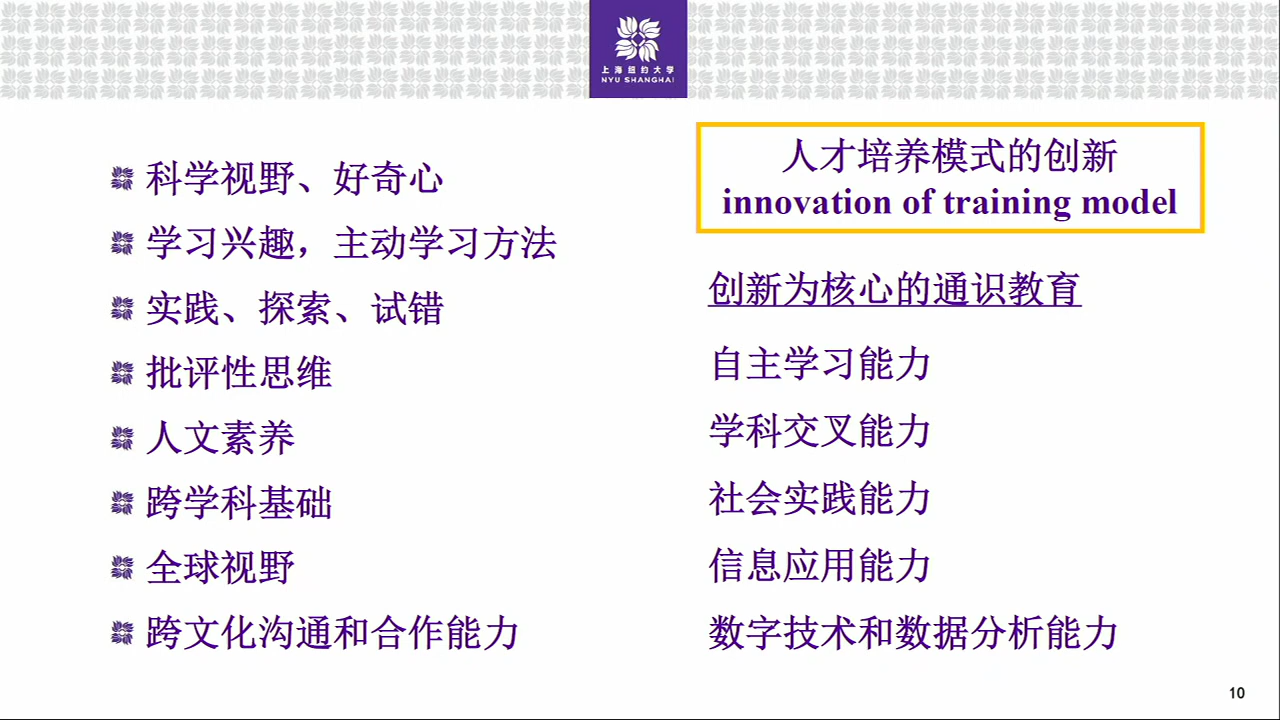 上海纽约大学
NYU SHANGHAI
科学视野、好奇心
学习兴趣，主动学习方法
实践、探索、试错
批评性思维
人文素养
跨学科基础
全球视野
跨文化沟通和合作能力
人才培养模式的创新
innovation of training model
创新为核心的通识教育
自主学习能力
学科交叉能力
社会实践能力
信息应用能力
数字技术和数据分析能力
10